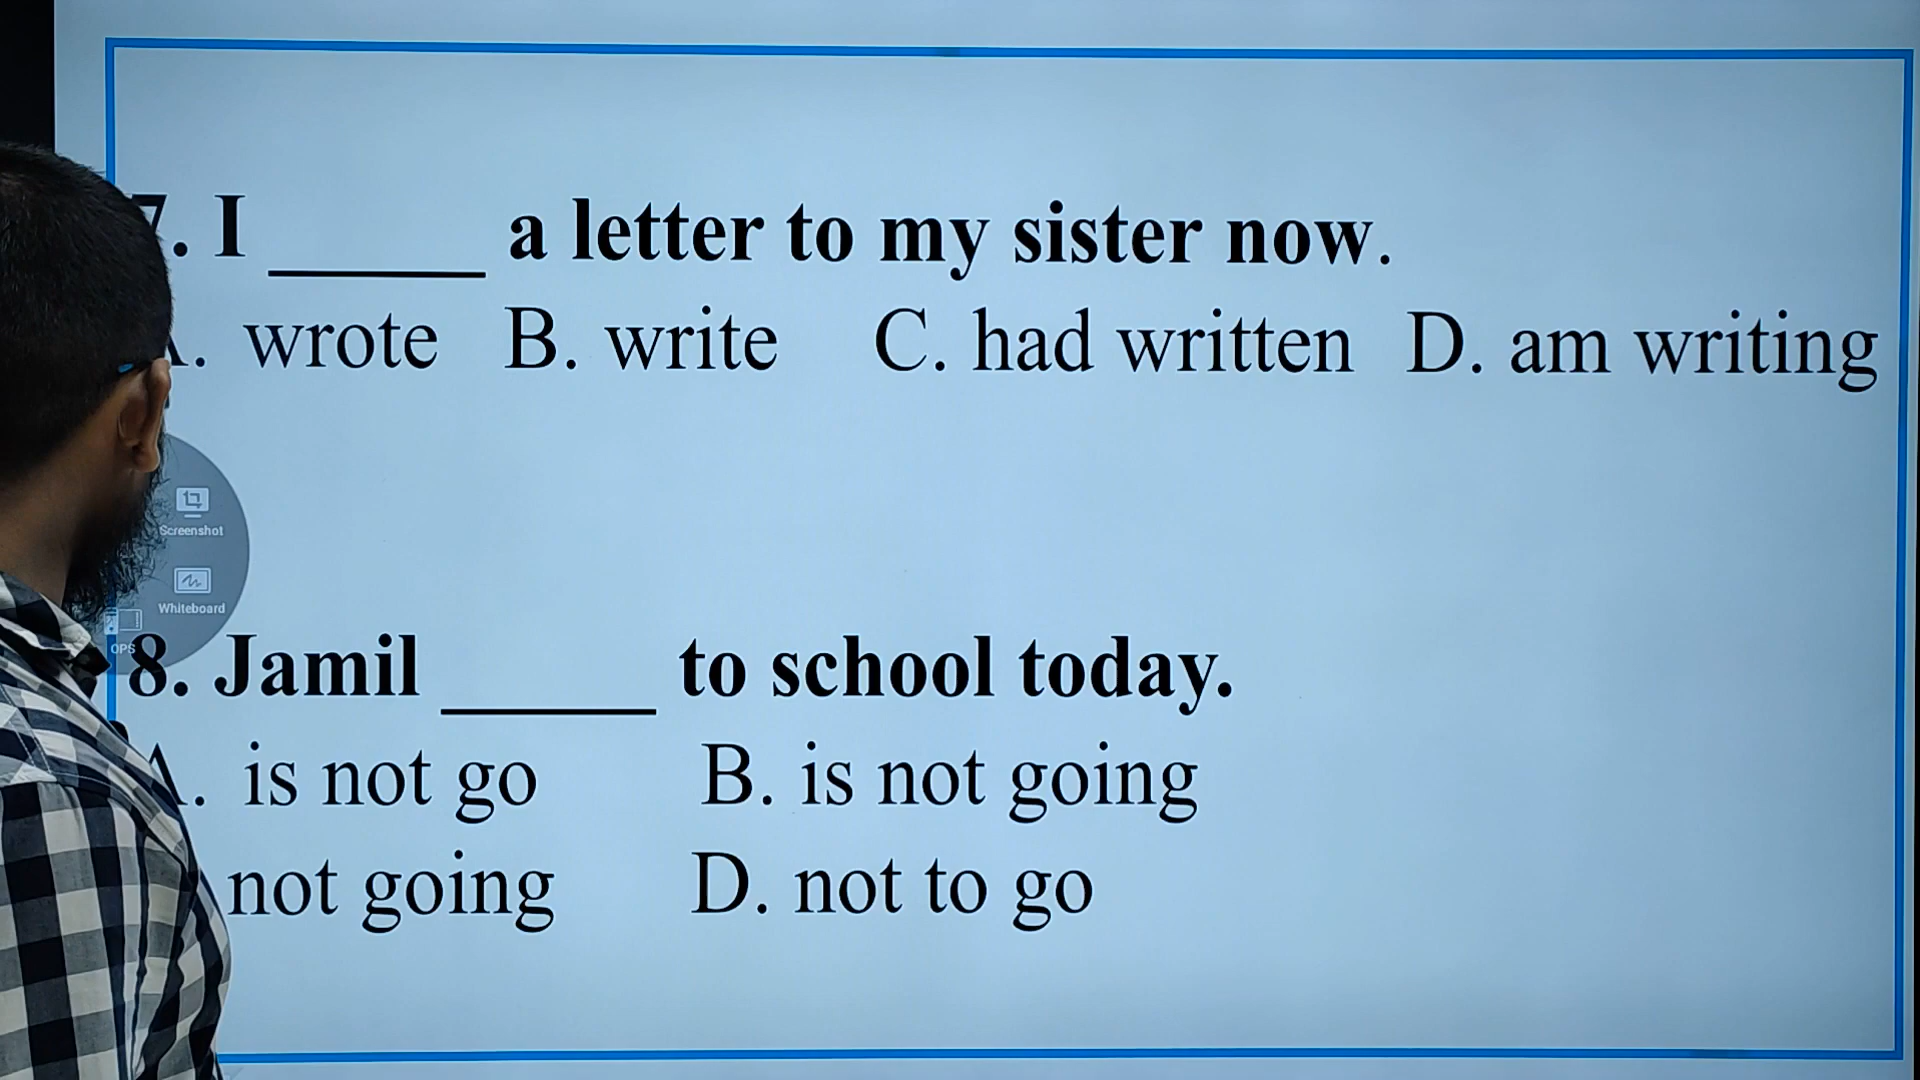 7. I _____ a letter to my sister now.
A. wrote B. write C. had written D. am writing
Screenshot
Whiteboard
OPS
8. Jamil _____ to school today.
A. is not go B. is not going
not going D. not to go